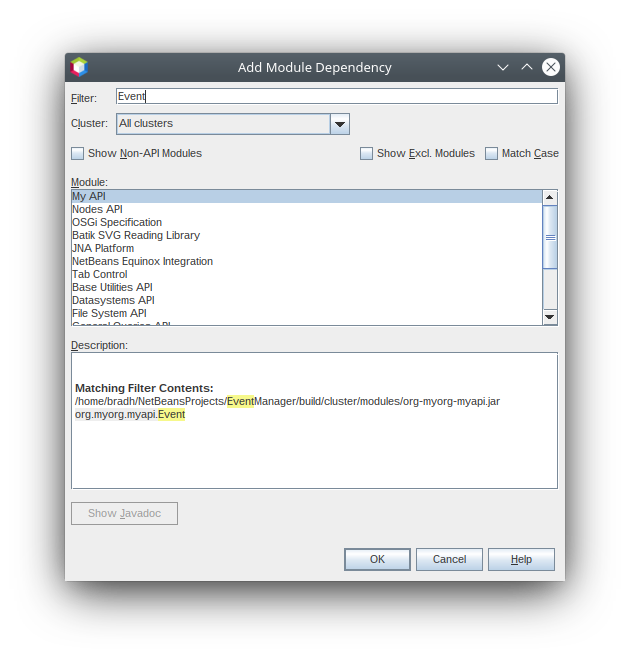 Add Module Dependency
Filter: Event
Cluster: All clusters
Show Non-API Modules Show Excl. Modules Match Case
Module:
My API
Nodes API
OSGi Specification
Batik SVG Reading Library
JNA Platform
NetBeans Equinox Integration
Tab Control
Base Utilities API
Datasystems API
File System API
General Queries API
Description:
Matching Filter Contents:
/home/bradh/NetBeansProjects/EventManager/build/cluster/modules/org-myorg-myapi.jar
org.myorg.myapi.Event
Show Javadoc
OK Cancel Help